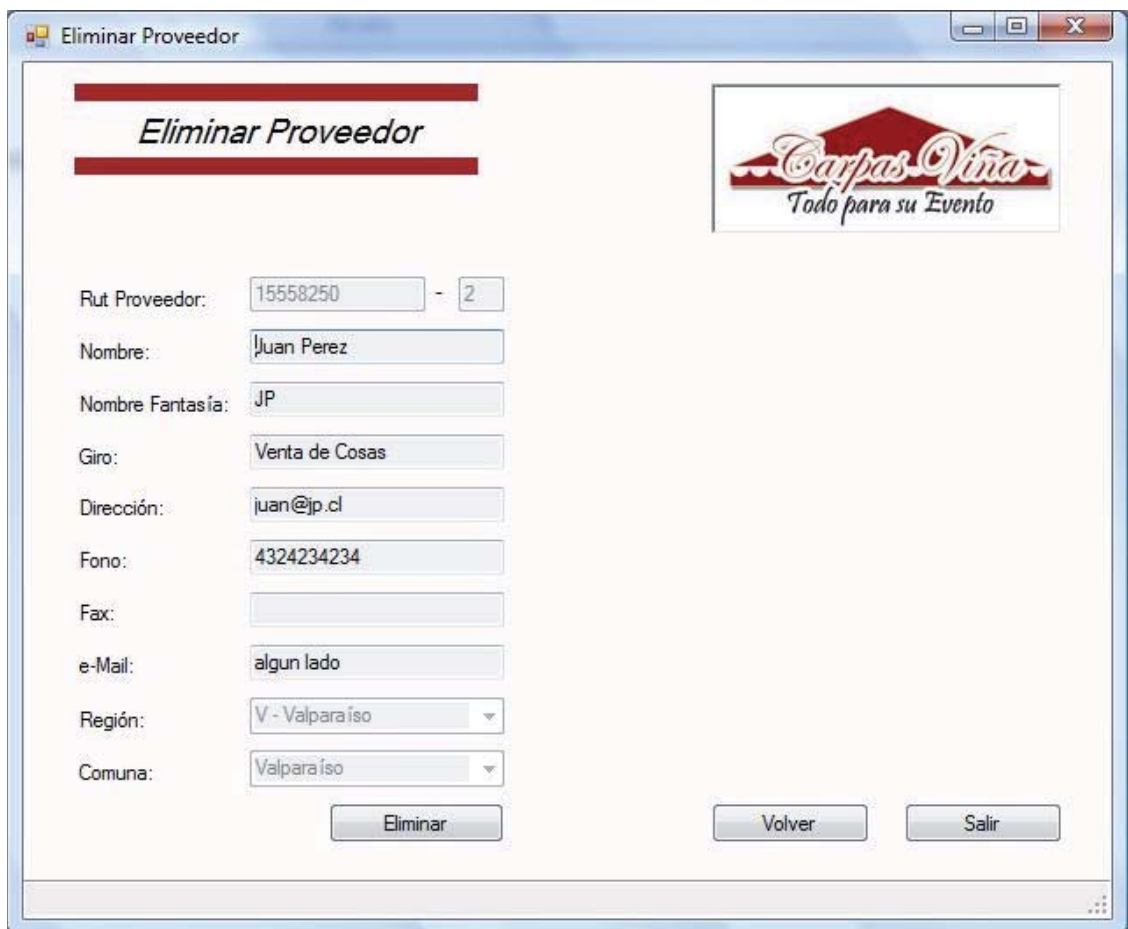 Eliminar Proveedor
Eliminar Proveedor
Carpas Viña
Todo para su Evento
Rut Proveedor: 15558250 - 2
Nombre: Juan Perez
Nombre Fantasía: JP
Giro: Venta de Cosas
Dirección: juan@jp.cl
Fono: 4324234234
Fax:
e-Mail: algun lado
Región: V - Valparaíso
Comuna: Valparaíso
Eliminar Volver Salir